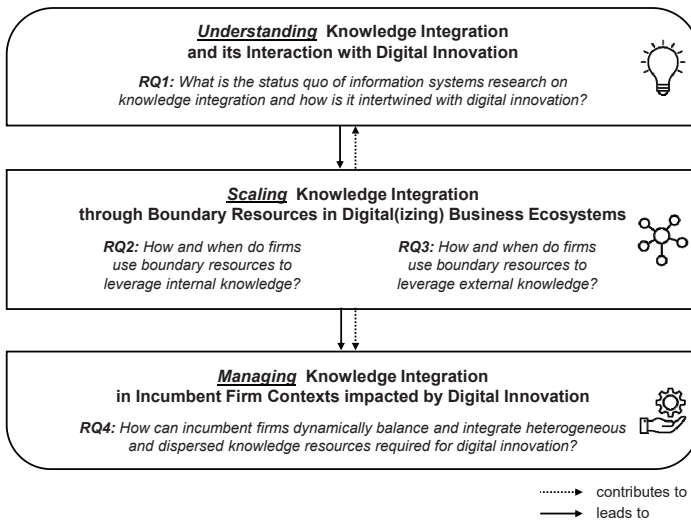 Understanding Knowledge Integration
and its Interaction with Digital Innovation
RQ1: What is the status quo of information systems research on
knowledge integration and how is it intertwined with digital innovation?
Scaling Knowledge Integration
through Boundary Resources in Digital(izing) Business Ecosystems
RQ2: How and when do firms
use boundary resources to
leverage internal knowledge?
RQ3: How and when do firms
use boundary resources to
leverage external knowledge?
Managing Knowledge Integration
in Incumbent Firm Contexts impacted by Digital Innovation
RQ4: How can incumbent firms dynamically balance and integrate heterogeneous
and dispersed knowledge resources required for digital innovation?
contributes to
leads to